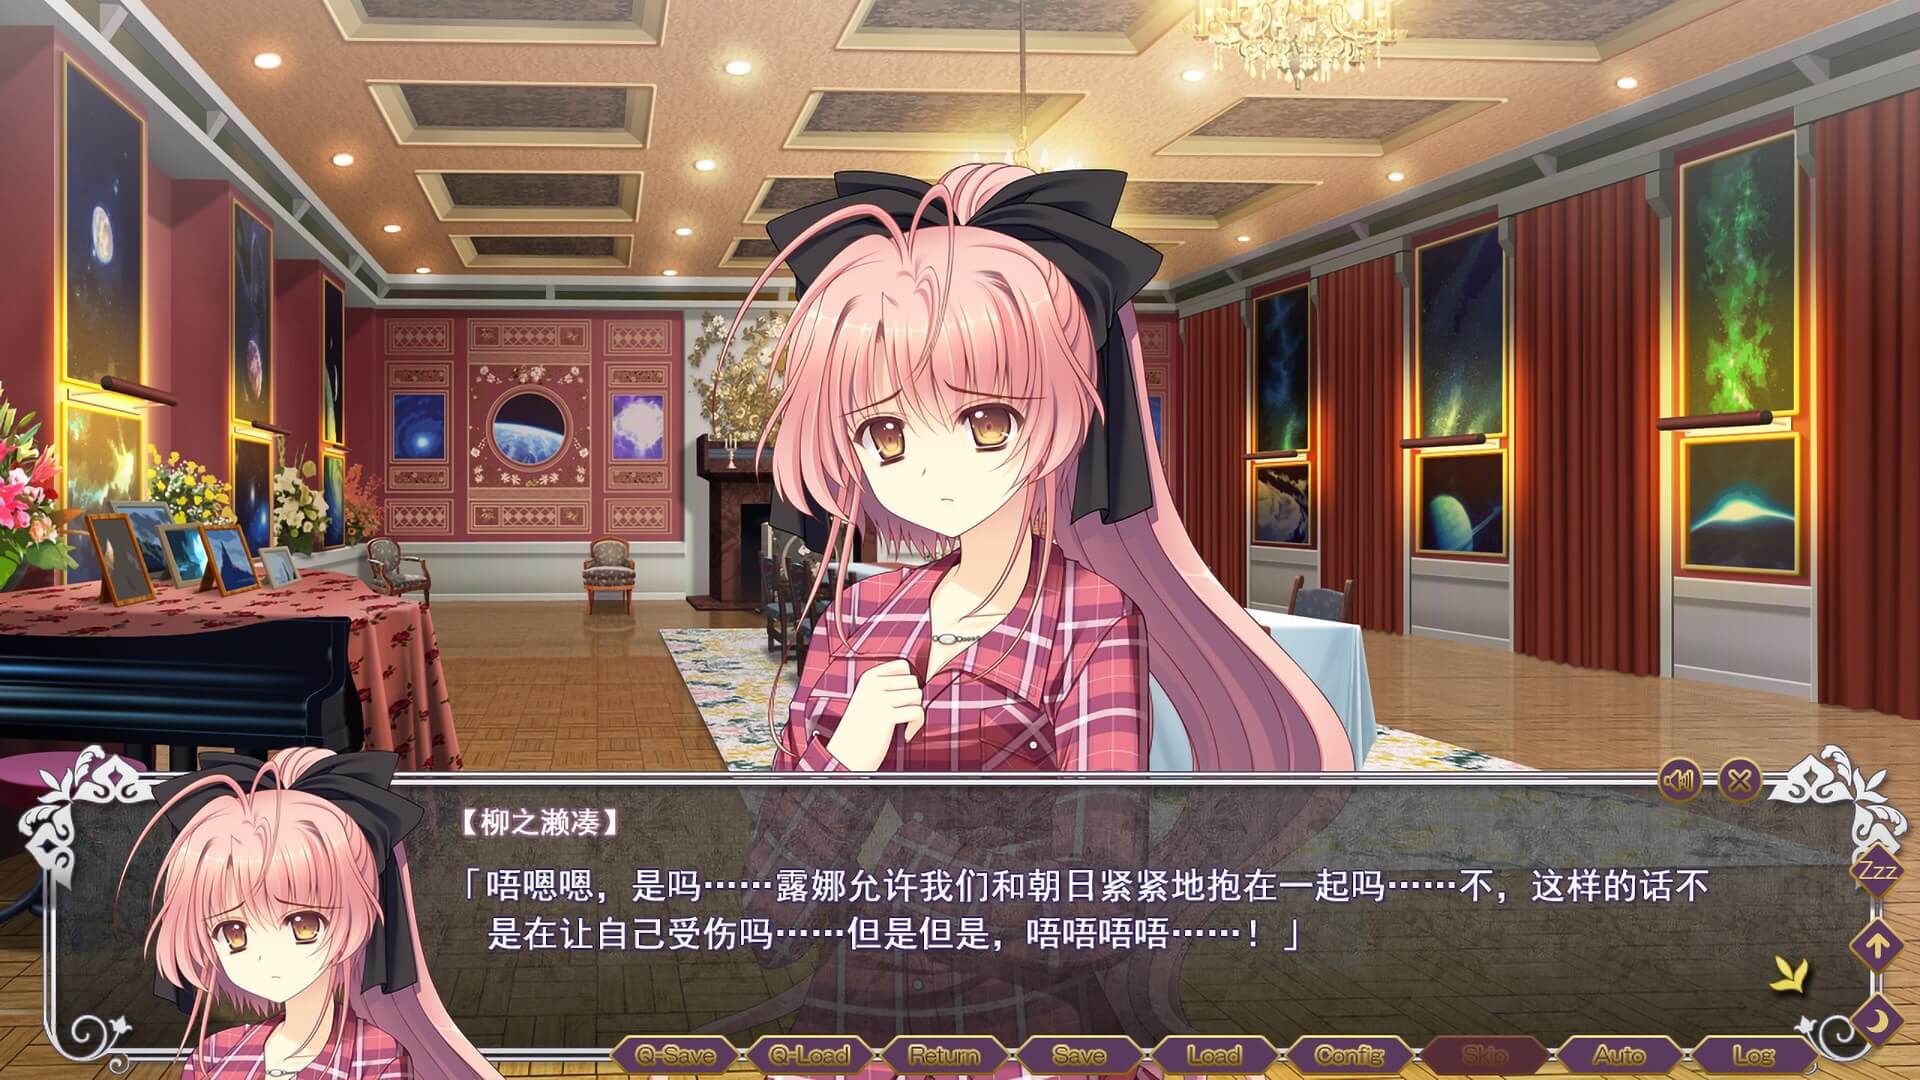 【柳之濑凑】
「唔嗯嗯，是吗……露娜允许我们和朝日紧紧地抱在一起吗……不，这样的话不
是在让自己受伤吗……但是但是，唔唔唔唔……！」
Zzz
Q-Save Q-Load Return Save Load Config Skip Auto Log